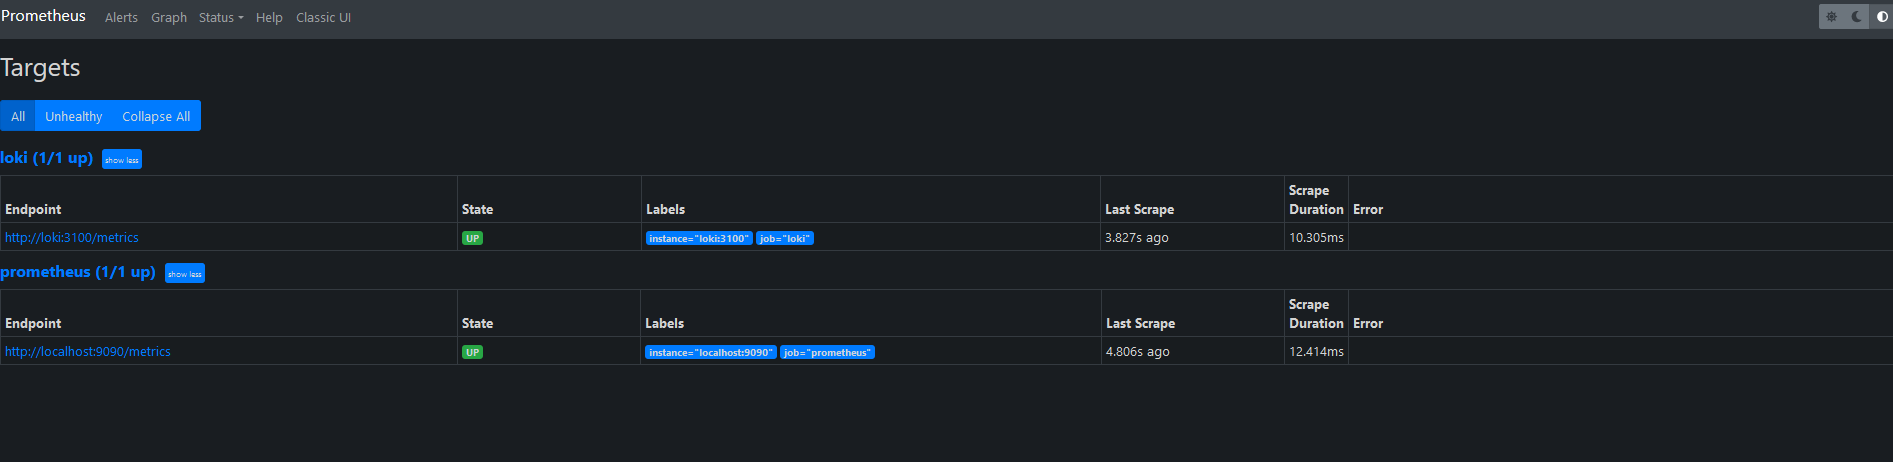 Prometheus Alerts Graph Status Help Classic UI
Targets
All Unhealthy Collapse All
loki (1/1 up) show less
Endpoint State Labels Last Scrape Scrape Duration Error
http://loki:3100/metrics UP instance="loki:3100" job="loki" 3.827s ago 10.305ms
prometheus (1/1 up) show less
Endpoint State Labels Last Scrape Scrape Duration Error
http://localhost:9090/metrics UP instance="localhost:9090" job="prometheus" 4.806s ago 12.414ms